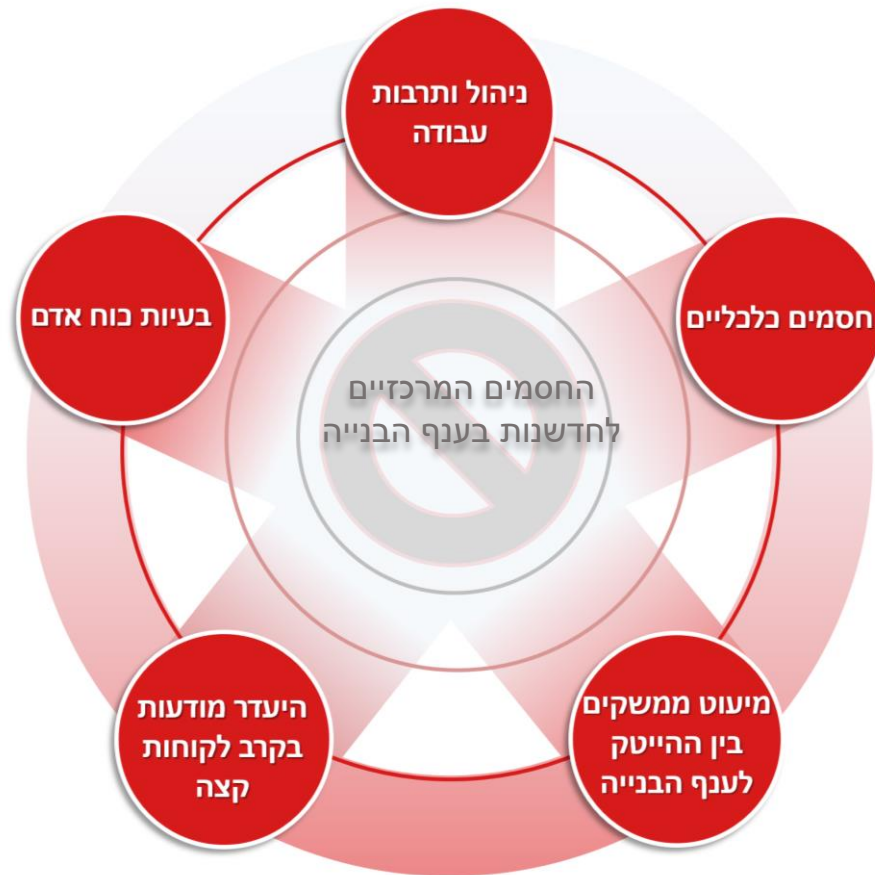 ניהול ותרבות
עבודה
חסמים כלכליים
בעיות כוח אדם
החסמים המרכזיים
לחדשנות בענף הבנייה
מיעוט ממשקים
בין ההייטק
לענף הבנייה
היעדר מודעות
בקרב לקוחות
קצה